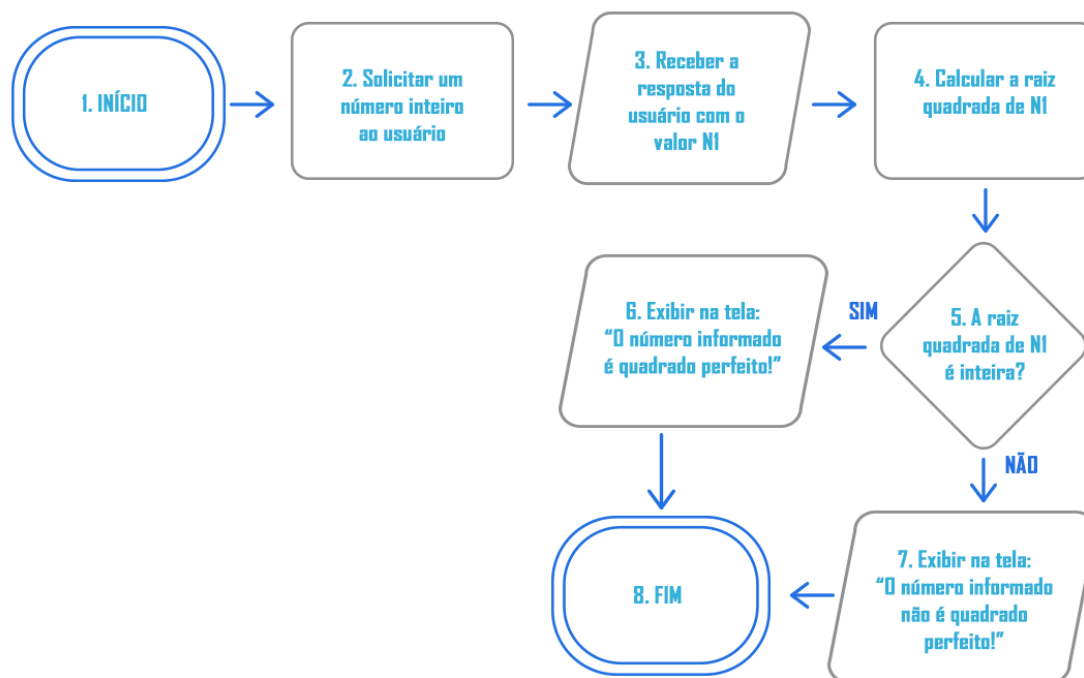 1. INÍCIO
2. Solicitar um
número inteiro
ao usuário
3. Receber a
resposta do
usuário com o
valor N1
4. Calcular a raiz
quadrada de N1
5. A raiz
quadrada de N1
é inteira?
SIM
6. Exibir na tela:
“O número informado
é quadrado perfeito!”
NÃO
7. Exibir na tela:
“O número informado
não é quadrado
perfeito!”
8. FIM